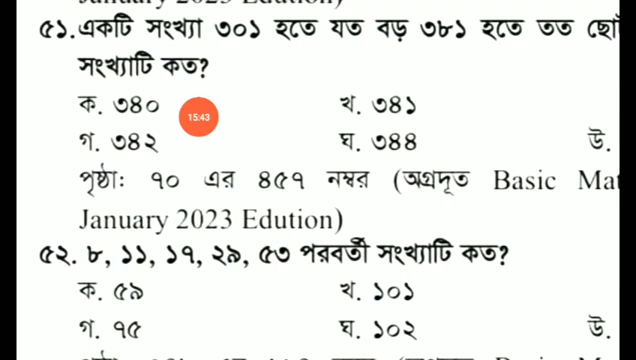 ৫১.একটি সংখ্যা ৩০১ হতে যত বড় ৩৮১ হতে তত ছো
সংখ্যাটি কত?
ক. ৩৪০ খ. ৩৪১
15:43
গ. ৩৪২ ঘ. ৩৪৪ উ.
পৃষ্ঠা: ৭০ এর ৪৫৭ নম্বর (অগ্রদূত Basic Ma
January 2023 Edution)
৫২. ৮, ১১, ১৭, ২৯, ৫৩ পরবর্তী সংখ্যাটি কত?
ক. ৫৯ খ. ১০১
গ. ৭৫ ঘ. ১০২ উ.